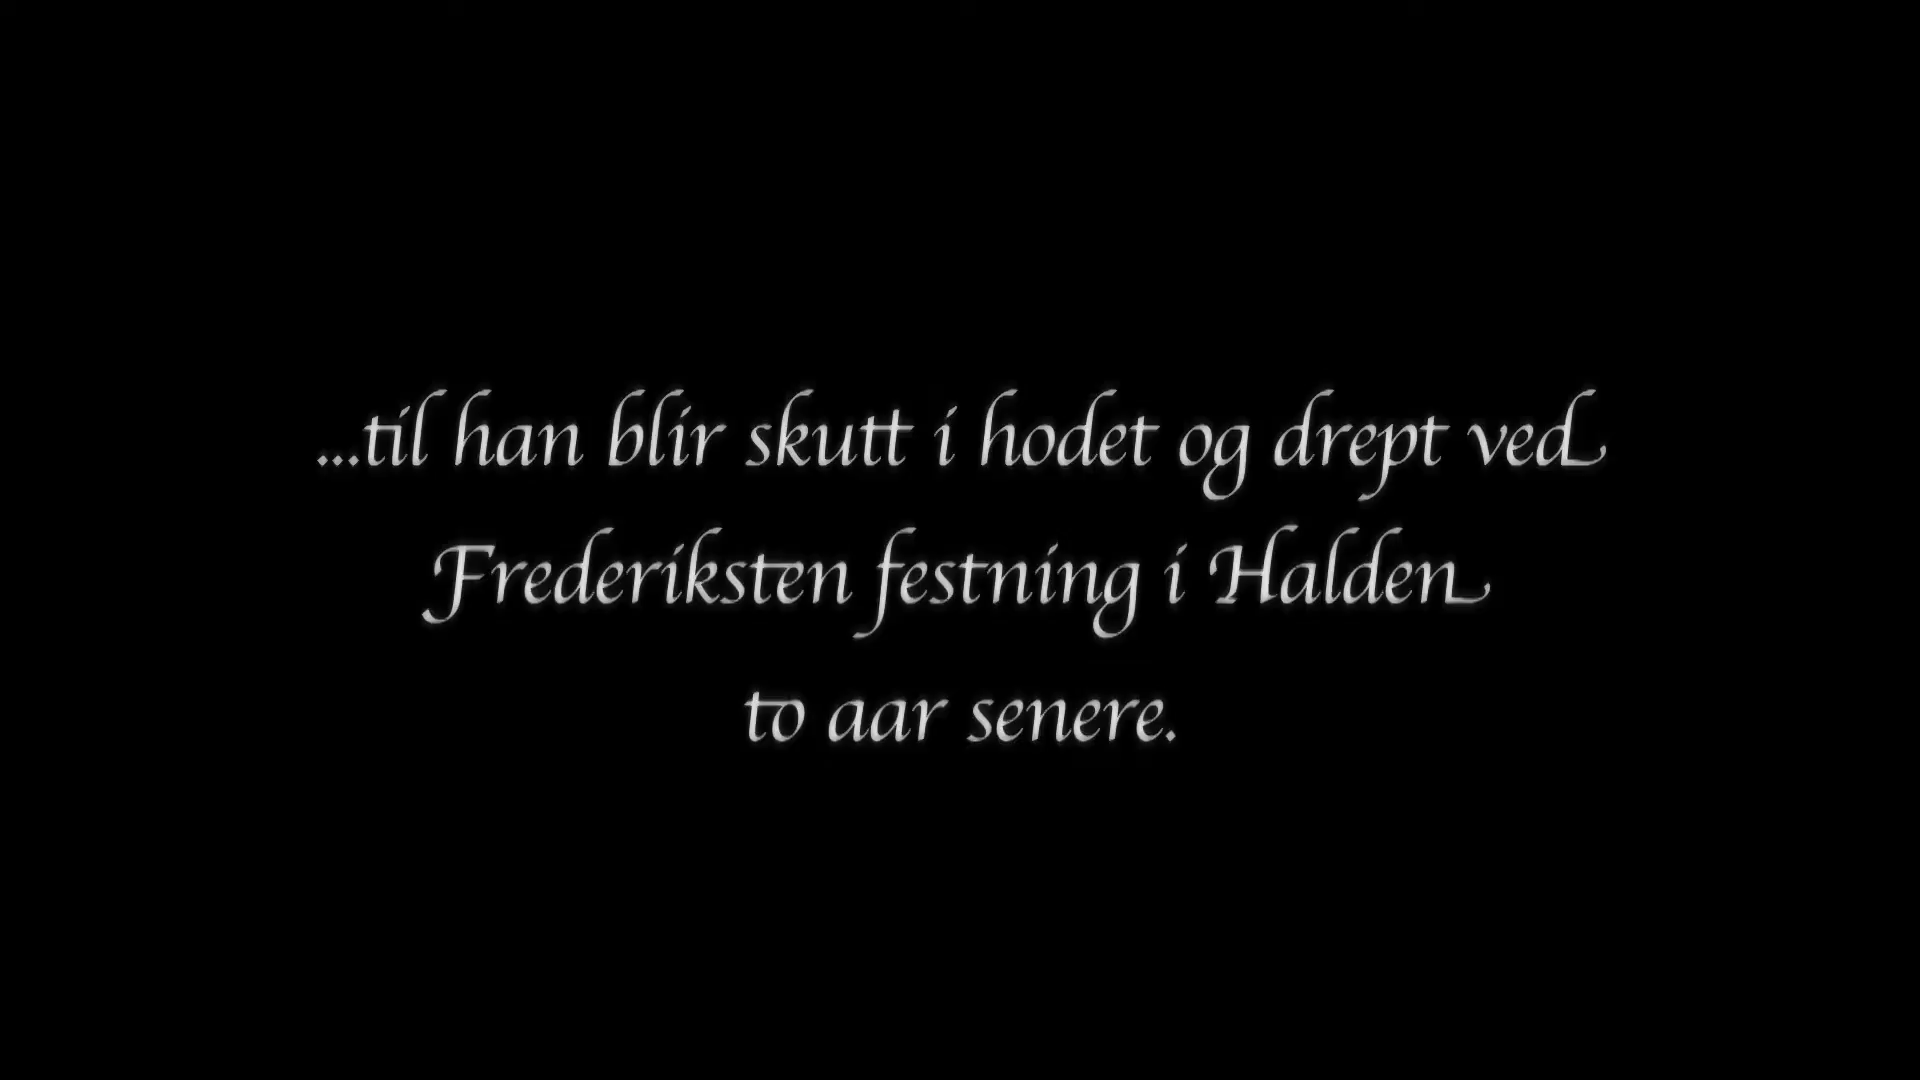 ...til han blir skutt i hodet og drept ved
Frederiksten festning i Halden
to aar senere.